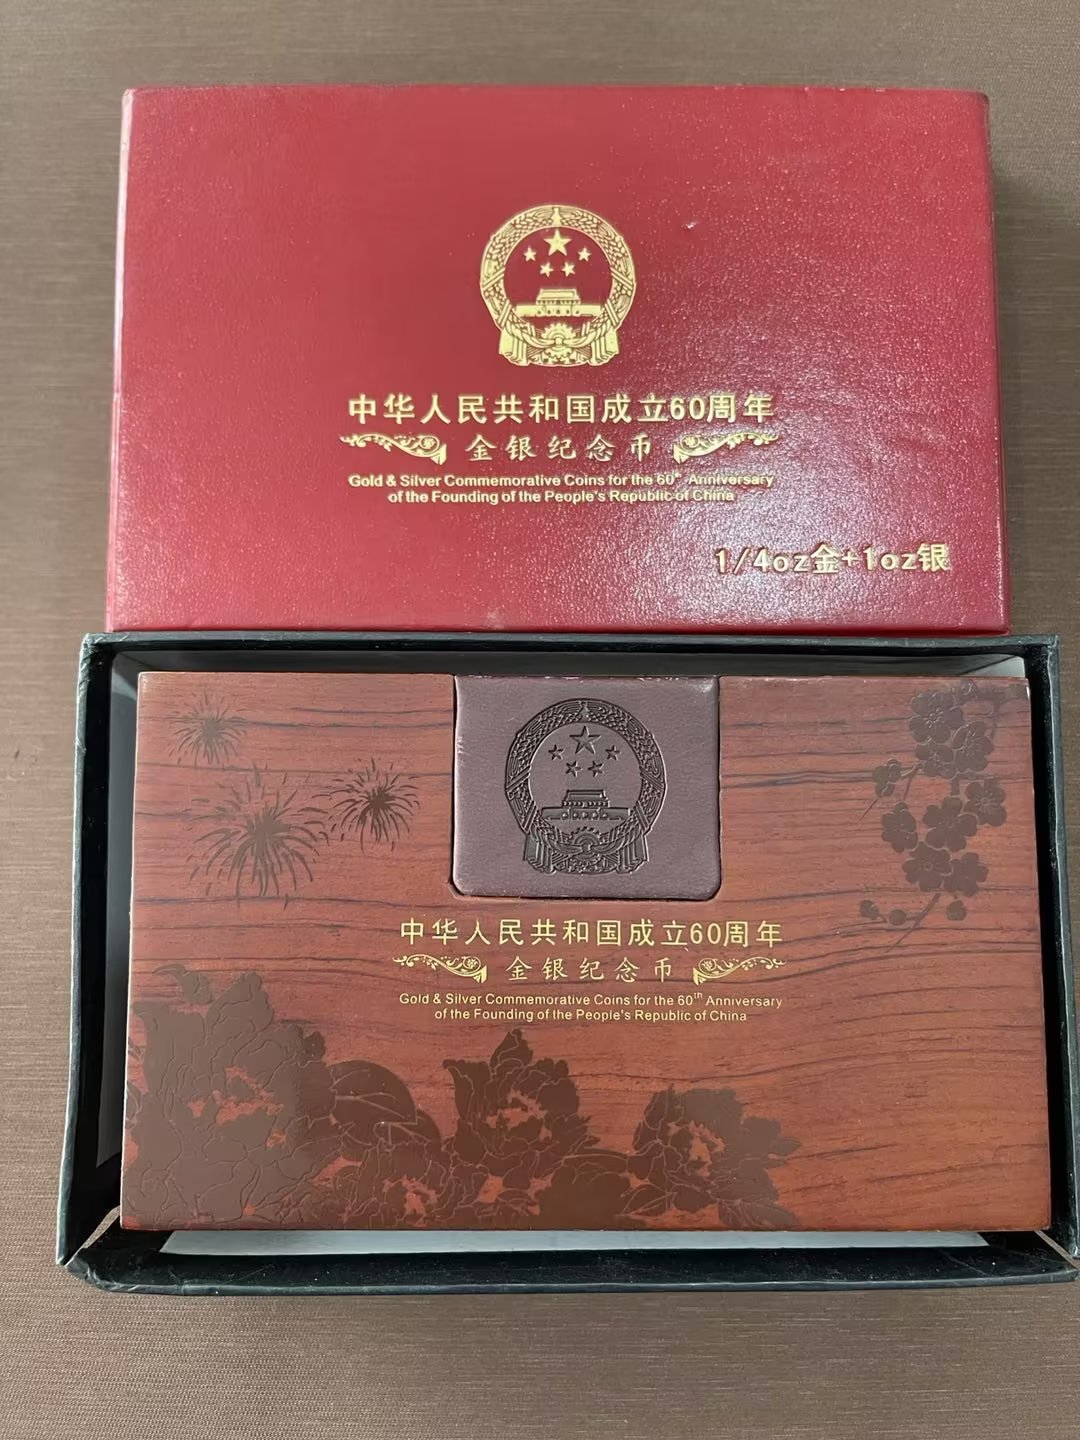 中华人民共和国成立60周年
金银纪念币
Gold & Silver Commemorative Coins for the 60th Anniversary
of the Founding of the People's Republic of China
1/4oz金+1oz银
中华人民共和国成立60周年
金银纪念币
Gold & Silver Commemorative Coins for the 60th Anniversary
of the Founding of the People's Republic of China